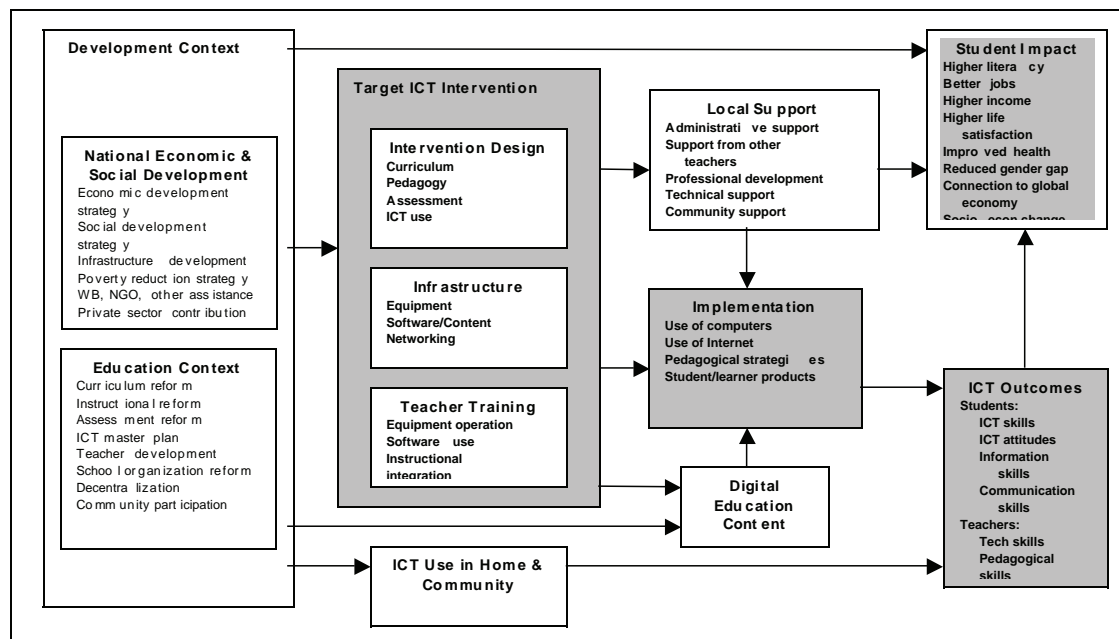 Development Context
National Economic &
Social Development
Economic development
strategy
Social development
strategy
Infrastructure development
Poverty reduction strategy
WB, NGO, other assistance
Private sector contribution
Education Context
Curriculum reform
Instructional reform
Assessment reform
ICT master plan
Teacher development
School organization reform
Decentralization
Community participation
Target ICT Intervention
Intervention Design
Curriculum
Pedagogy
Assessment
ICT use
Infrastructure
Equipment
Software/Content
Networking
Teacher Training
Equipment operation
Software use
Instructional
integration
ICT Use in Home &
Community
Local Support
Administrative support
Support from other
teachers
Professional development
Technical support
Community support
Implementation
Use of computers
Use of Internet
Pedagogical strategies
Student/learner products
Digital
Education
Content
Student Impact
Higher literacy
Better jobs
Higher income
Higher life
satisfaction
Improved health
Reduced gender gap
Connection to global
economy
Socio econ change
ICT Outcomes
Students:
ICT skills
ICT attitudes
Information
skills
Communication
skills
Teachers:
Tech skills
Pedagogical
skills